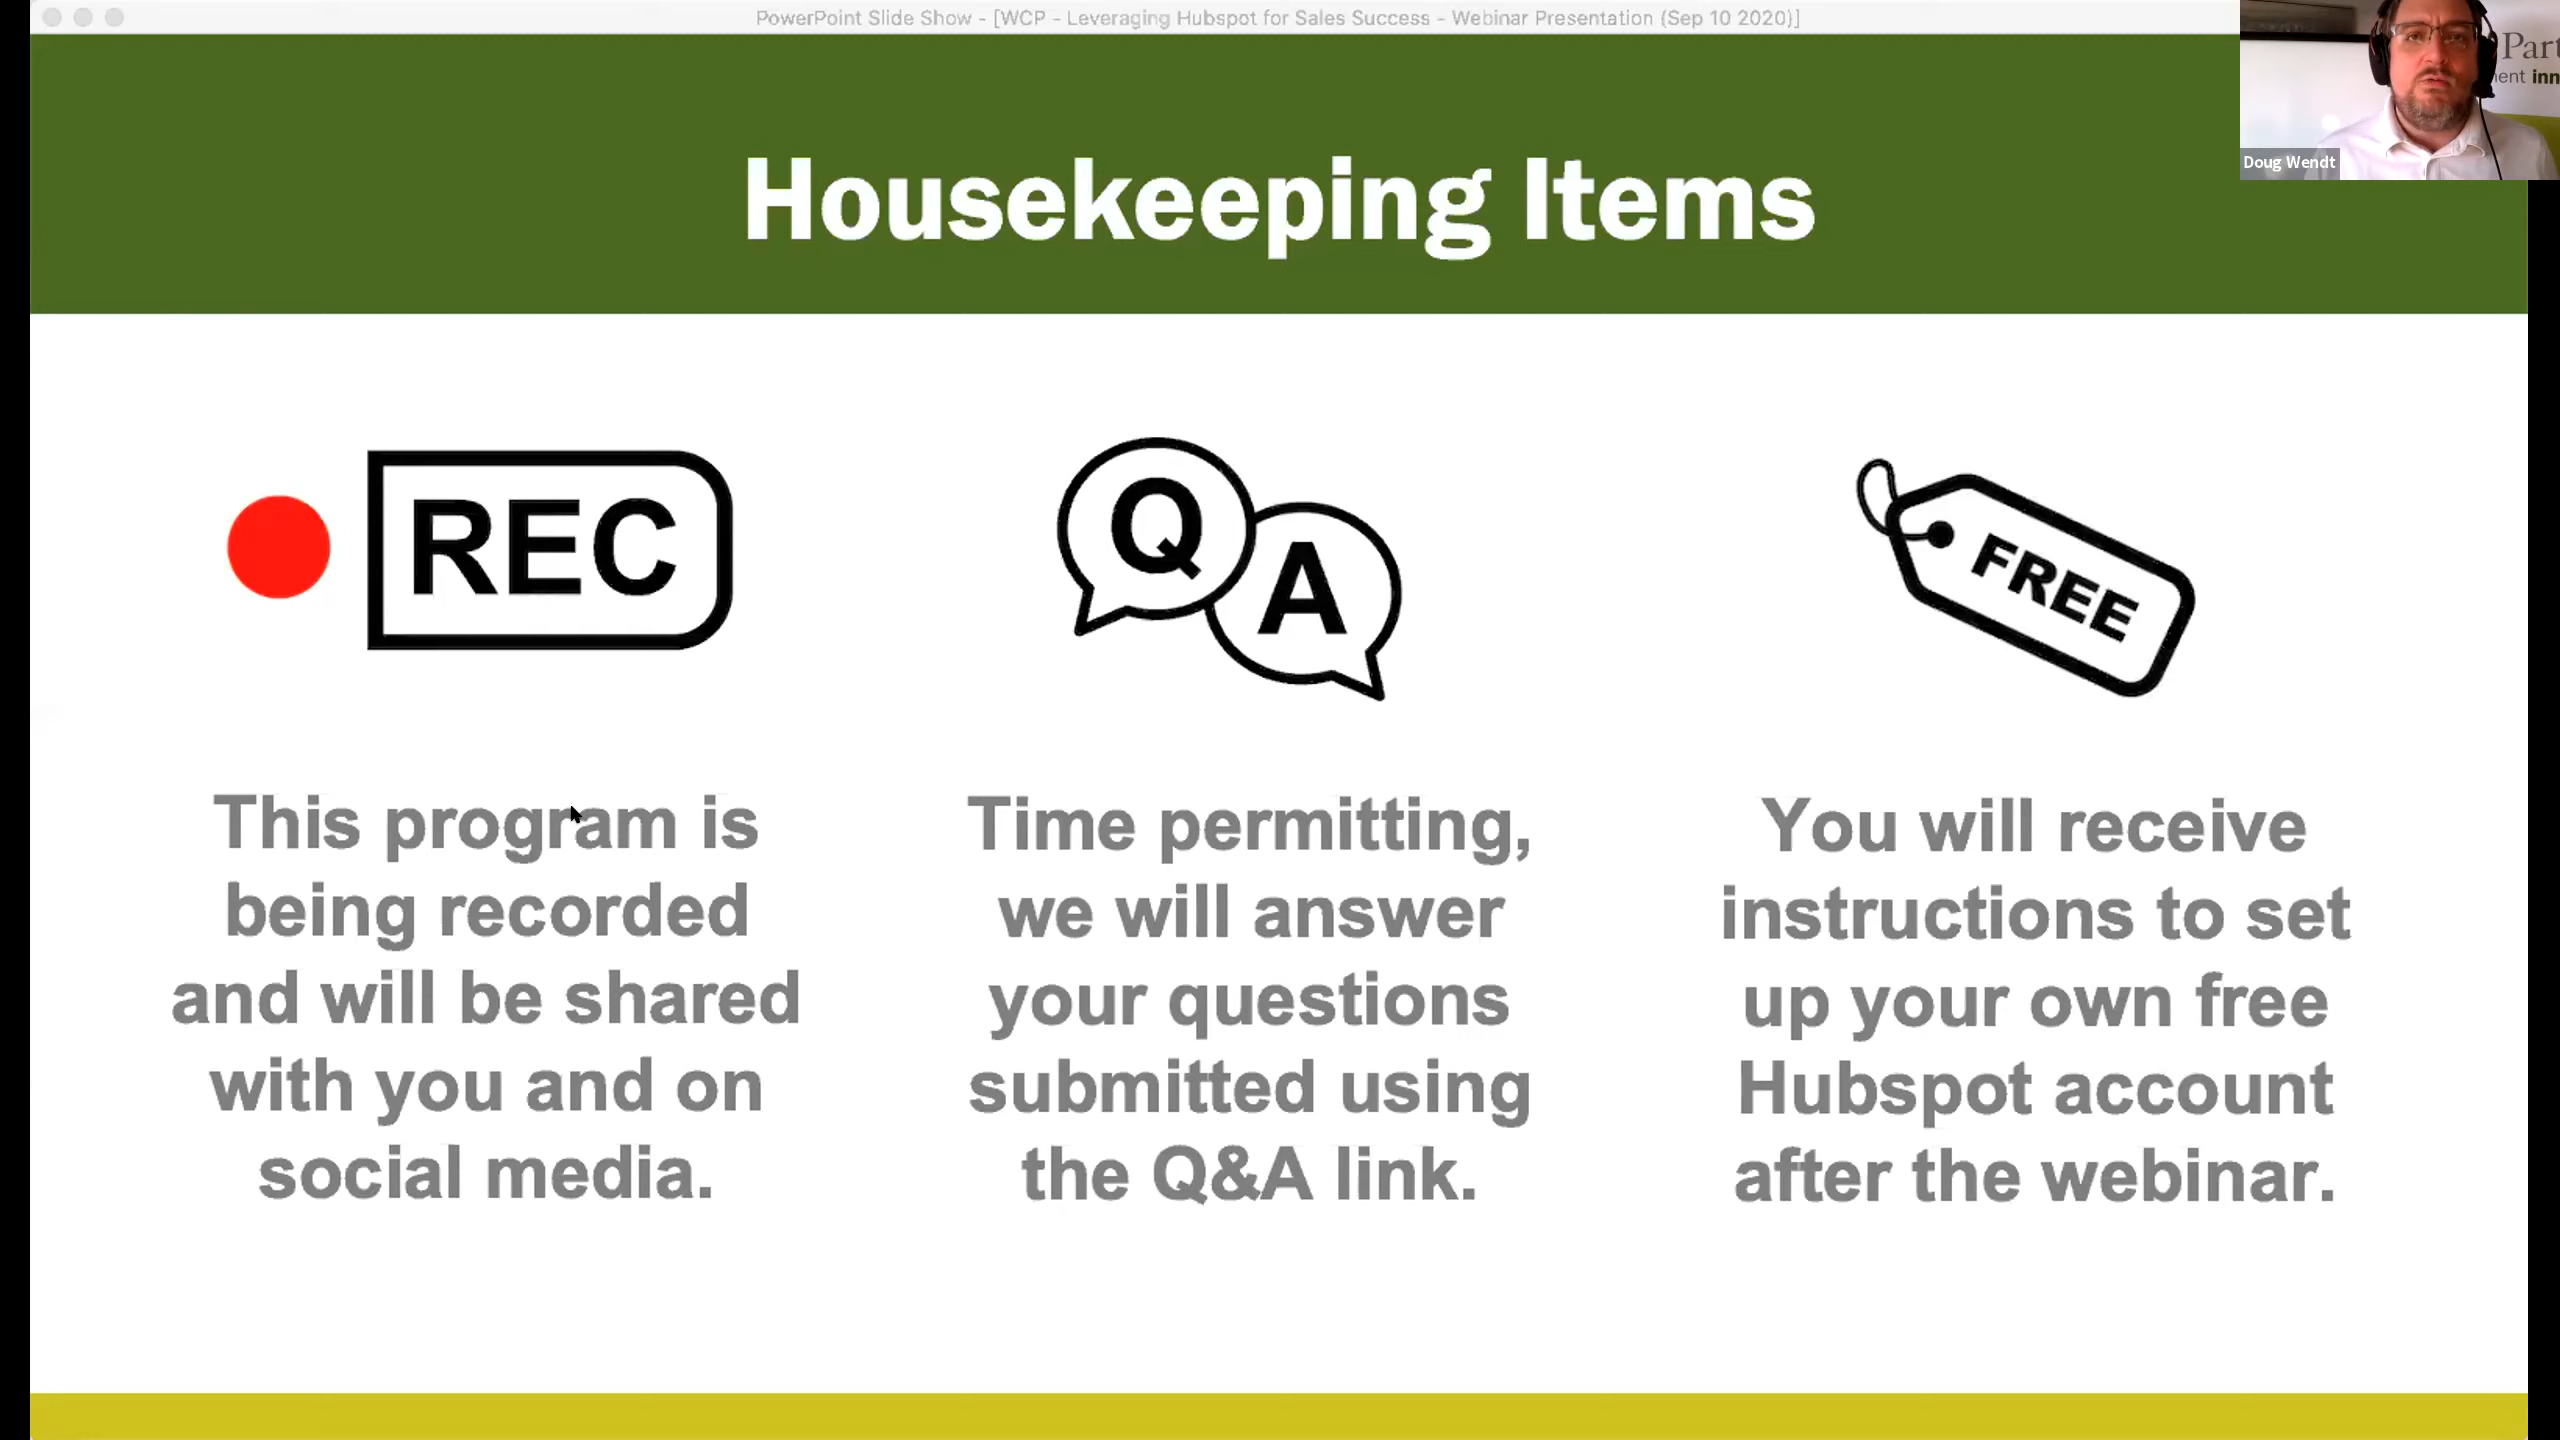 PowerPoint Slide Show - [WCP - Leveraging Hubspot for Sales Success - Webinar Presentation (Sep 10 2020)]
Part
ent inn
Doug Wendt
Housekeeping Items
REC
Q
A
FREE
This program is
being recorded
and will be shared
with you and on
social media.
Time permitting,
we will answer
your questions
submitted using
the Q&A link.
You will receive
instructions to set
up your own free
Hubspot account
after the webinar.